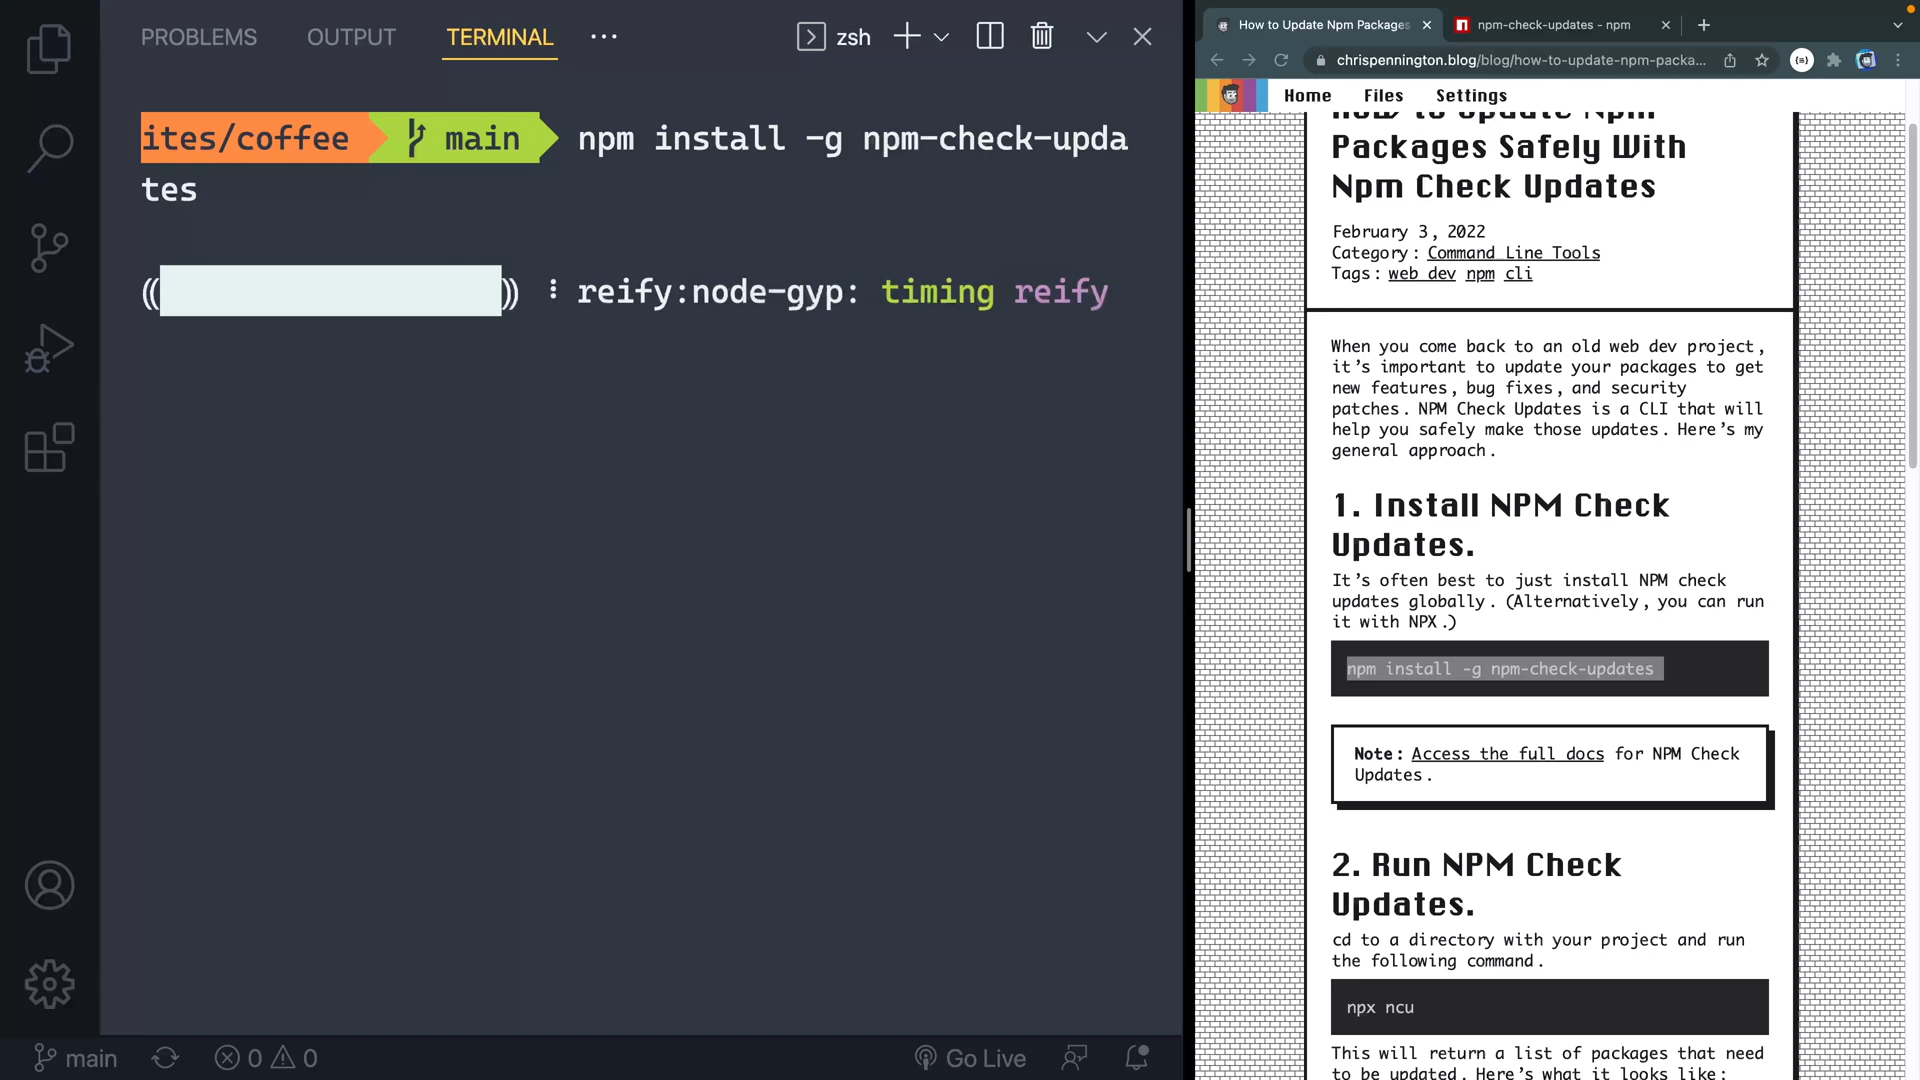 PROBLEMS OUTPUT TERMINAL ... zsh
ites/coffee main npm install -g npm-check-upda
tes
(( )) ⠸ reify:node-gyp: timing reify
main 0 0 Go Live
How to Update Npm Packages
npm-check-updates - npm
chrispennington.blog/blog/how-to-update-npm-packa...
Home Files Settings
How to Update Npm
Packages Safely With
Npm Check Updates
February 3, 2022
Category: Command Line Tools
Tags: web dev npm cli
When you come back to an old web dev project,
it's important to update your packages to get
new features, bug fixes, and security
patches. NPM Check Updates is a CLI that will
help you safely make those updates. Here's my
general approach.
1. Install NPM Check
Updates.
It's often best to just install NPM check
updates globally. (Alternatively, you can run
it with NPX.)
npm install -g npm-check-updates
Note: Access the full docs for NPM Check
Updates.
2. Run NPM Check
Updates.
cd to a directory with your project and run
the following command.
npx ncu
This will return a list of packages that need
to be updated. Here's what it looks like: